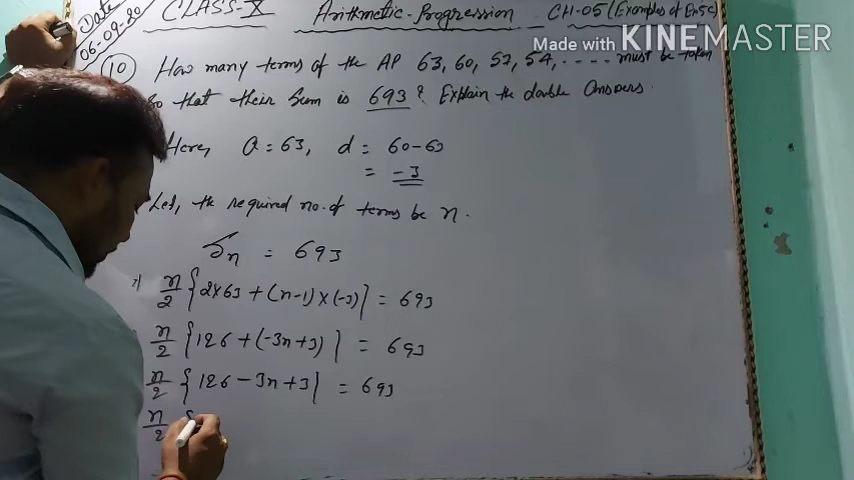 Date
06-09-20
CLASS-X Arithmetic Progression CH-05 (Examples of Ex.5C)
Made with KINEMASTER
(10) How many terms of the AP 63, 60, 57, 54, ..... must be taken
So that their Sum is 693? Explain the double Answers.
Here, a = 63, d = 60-63
= -3
Let, the required no. of terms be n.
Sn = 693
n/2 {2×63 + (n-1)×(-3)} = 693
n/2 {126 + (-3n+3)} = 693
n/2 {126 - 3n + 3} = 693
n/2 {